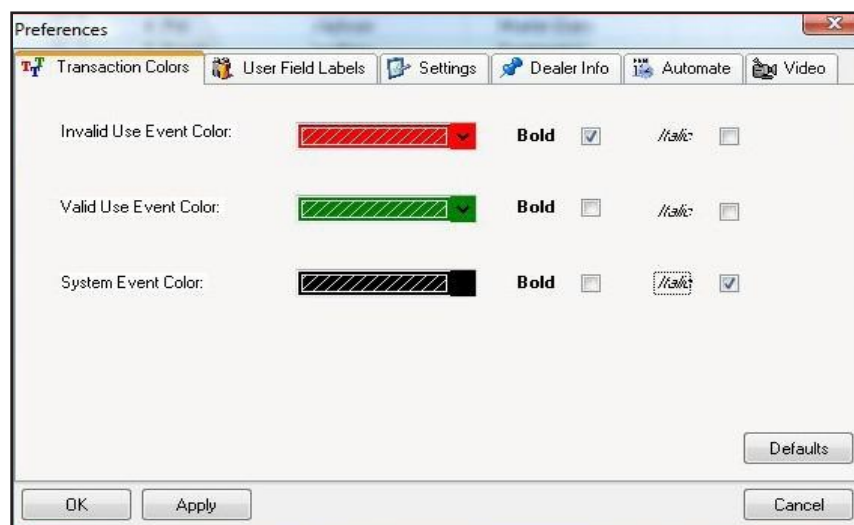 Preferences
Transaction Colors User Field Labels Settings Dealer Info Automate Video
Invalid Use Event Color: Bold Italic
Valid Use Event Color: Bold Italic
System Event Color: Bold Italic
Defaults
OK Apply Cancel